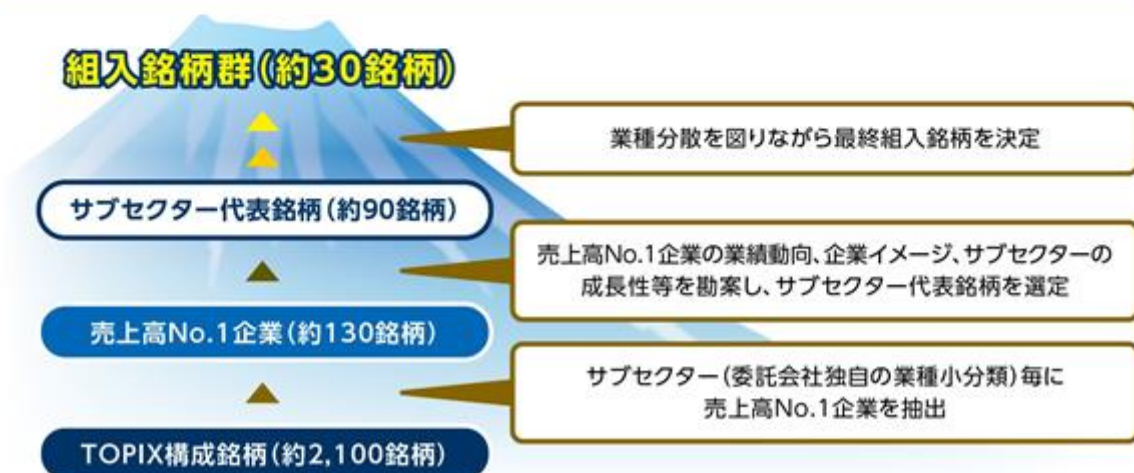 組入銘柄群(約30銘柄)
業種分散を図りながら最終組入銘柄を決定
サブセクター代表銘柄(約90銘柄)
売上高No.1企業の業績動向、企業イメージ、サブセクターの
成長性等を勘案し、サブセクター代表銘柄を選定
売上高No.1企業(約130銘柄)
サブセクター(委託会社独自の業種小分類)毎に
売上高No.1企業を抽出
TOPIX構成銘柄(約2,100銘柄)